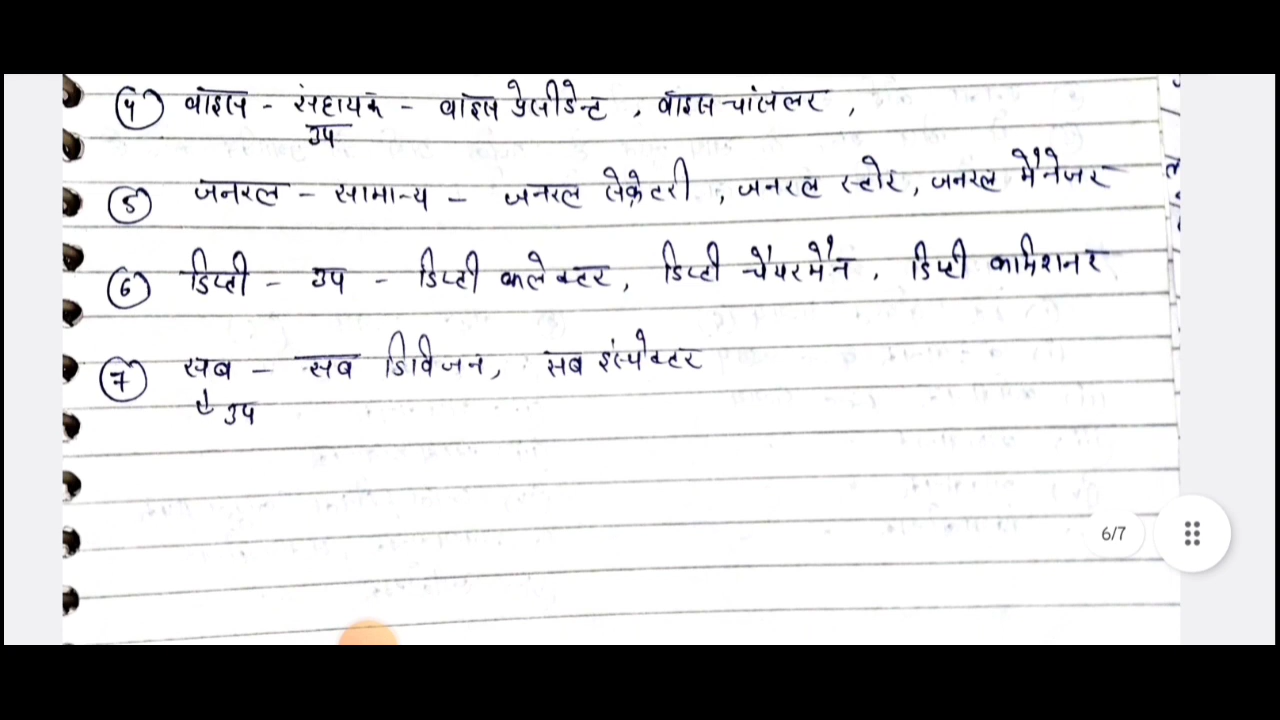 4 वाइस - सहायक - वाइस प्रेसीडेन्ट , वाइस चांसलर ,
उप
5 जनरल - सामान्य - जनरल सेक्रेटरी , जनरल स्टोर , जनरल मैनेजर
6 डिप्टी - उप - डिप्टी कलेक्टर , डिप्टी चैयरमैन , डिप्टी कमिशनर
7 सब - सब डिविजन , सब इंस्पेक्टर
↳ उप
6/7